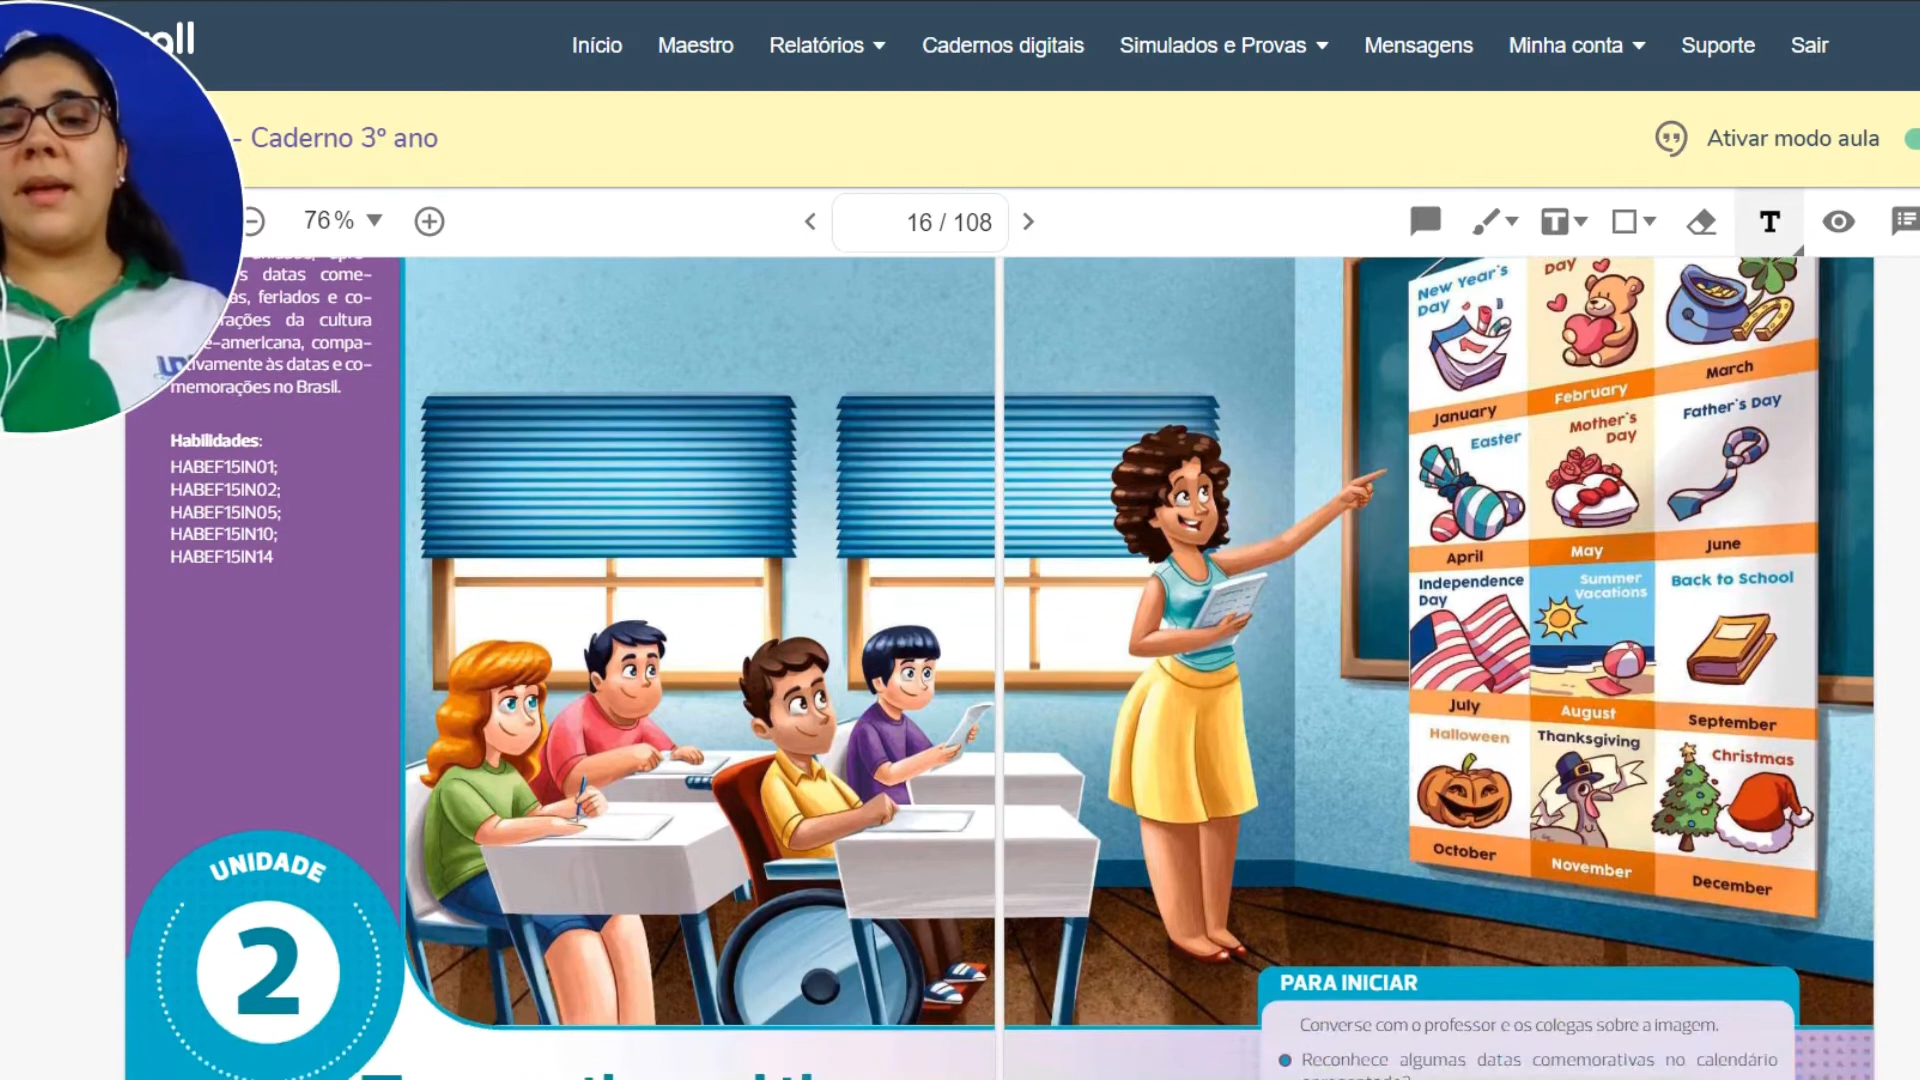 Início Maestro Relatórios Cadernos digitais Simulados e Provas Mensagens Minha conta Suporte Sair
- Caderno 3º ano
Ativar modo aula
76%
16 / 108
T
T
datas come-
feriados e co-
da cultura
compa-
às datas e co-
memorações no Brasil.
Habilidades:
HABEF15IN01;
HABEF15IN02;
HABEF15IN05;
HABEF15IN10;
HABEF15IN14
UNIDADE
2
New Year's
Day
January
Day
February
March
Easter
April
Mother's
Day
May
Father's Day
June
Independence
Day
July
Summer
Vacations
August
Back to School
September
Halloween
October
Thanksgiving
November
Christmas
December
PARA INICIAR
Converse com o professor e os colegas sobre a imagem.
Reconhece algumas datas comemorativas no calendário